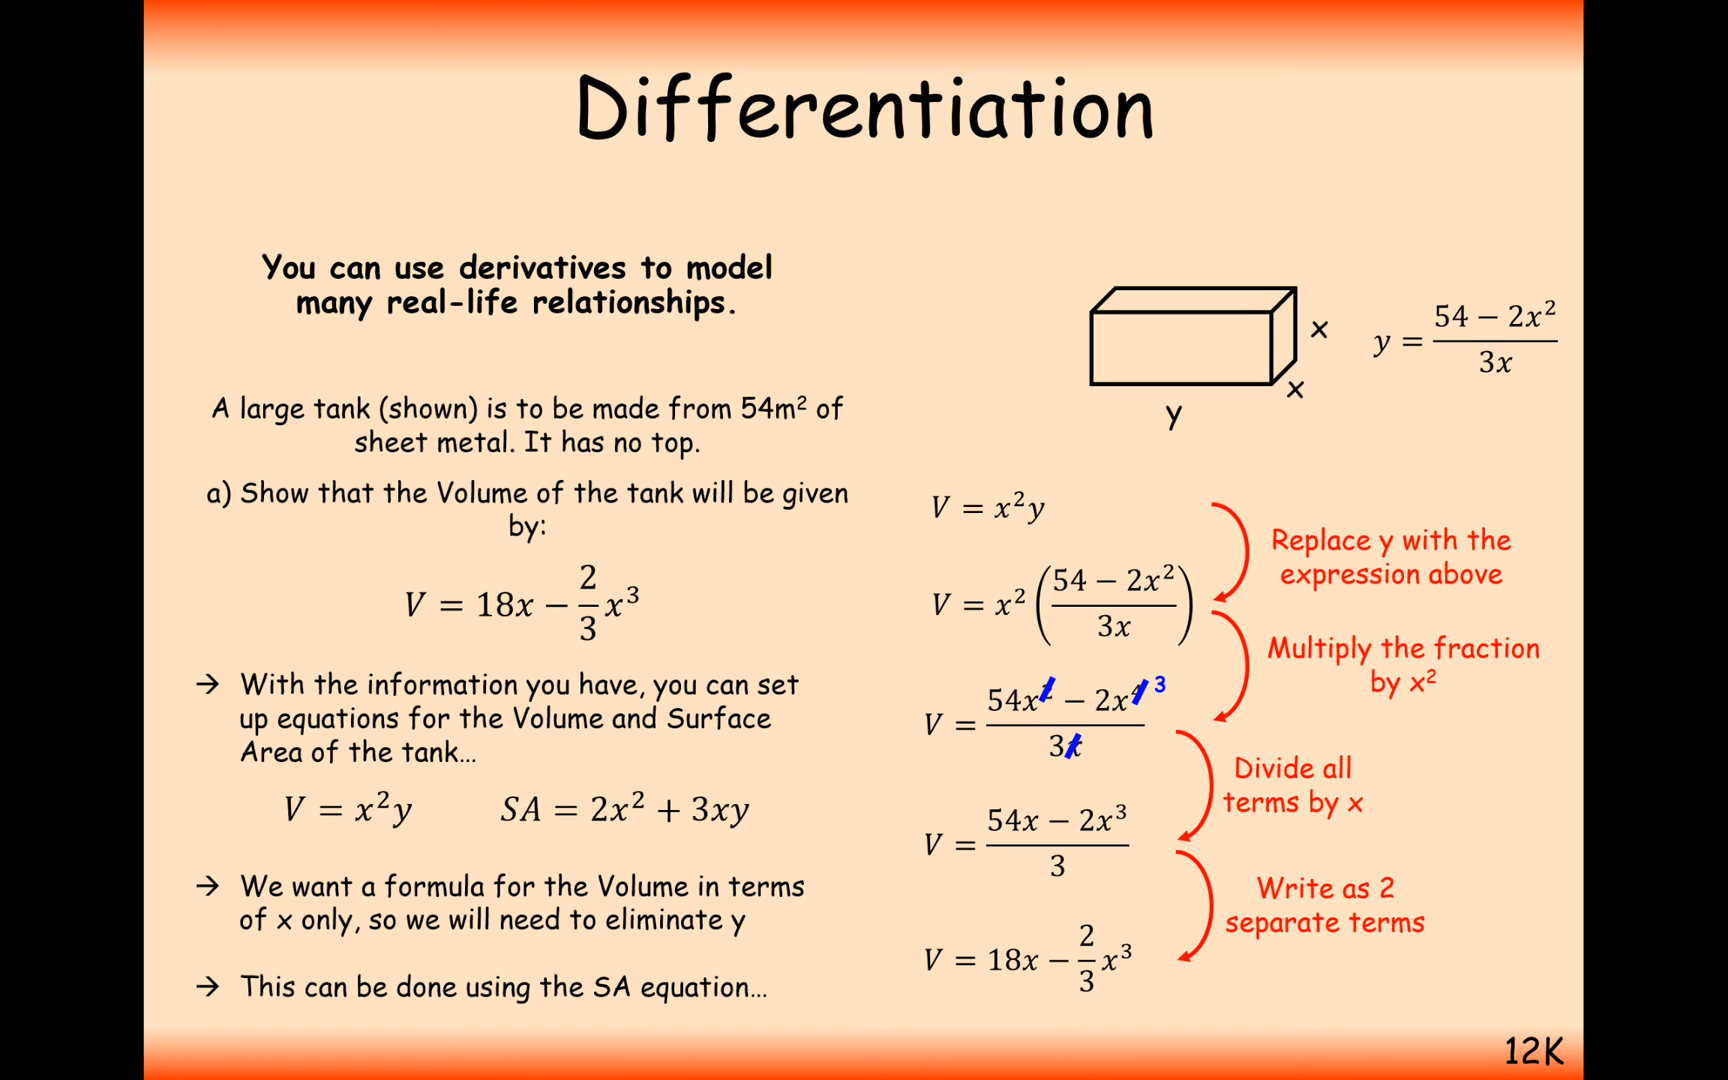 Differentiation
You can use derivatives to model
many real-life relationships.
A large tank (shown) is to be made from 54m² of
sheet metal. It has no top.
a) Show that the Volume of the tank will be given
by:
V = 18x − 2/3 x³
→ With the information you have, you can set
up equations for the Volume and Surface
Area of the tank...
V = x²y SA = 2x² + 3xy
→ We want a formula for the Volume in terms
of x only, so we will need to eliminate y
→ This can be done using the SA equation...
x
x
y
y = (54 − 2x²)/(3x)
V = x²y
Replace y with the
expression above
V = x² ((54 − 2x²)/(3x))
Multiply the fraction
by x²
V = (54x² − 2x⁴)/(3x) 3
Divide all
terms by x
V = (54x − 2x³)/3
Write as 2
separate terms
V = 18x − 2/3 x³
12K